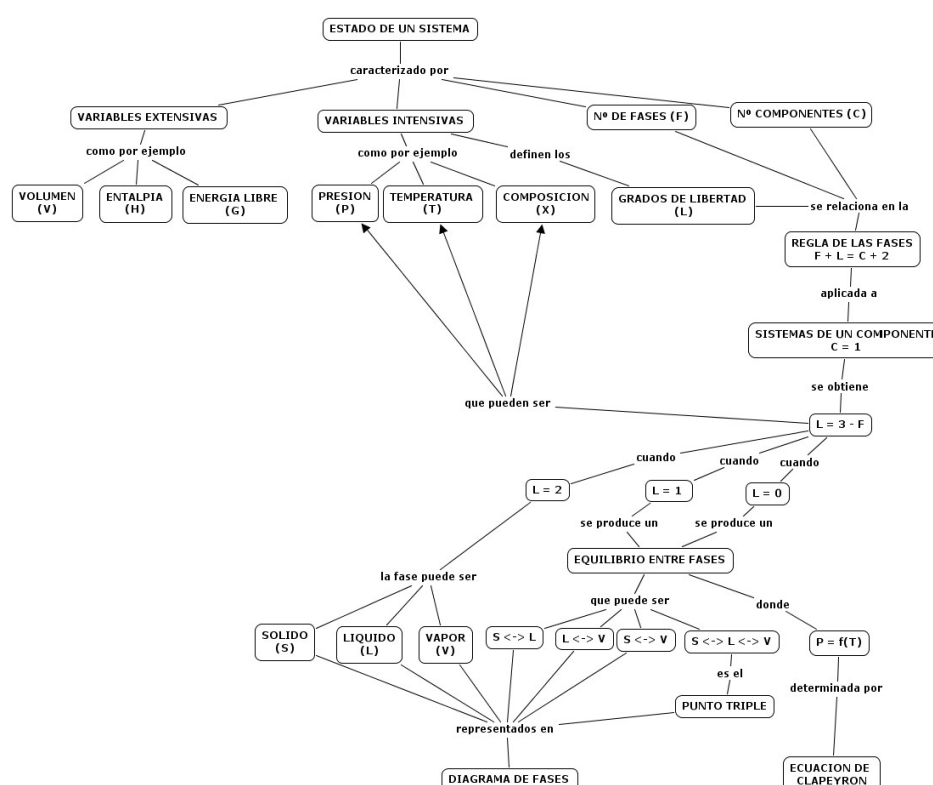 ESTADO DE UN SISTEMA
caracterizado por
VARIABLES EXTENSIVAS
VARIABLES INTENSIVAS
Nº DE FASES (F)
Nº COMPONENTES (C)
como por ejemplo
como por ejemplo
definen los
VOLUMEN
(V)
ENTALPIA
(H)
ENERGIA LIBRE
(G)
PRESION
(P)
TEMPERATURA
(T)
COMPOSICION
(X)
GRADOS DE LIBERTAD
(L)
se relaciona en la
REGLA DE LAS FASES
F + L = C + 2
aplicada a
SISTEMAS DE UN COMPONENTE
C = 1
se obtiene
que pueden ser
L = 3 - F
cuando
cuando
cuando
L = 2
L = 1
L = 0
se produce un
se produce un
EQUILIBRIO ENTRE FASES
la fase puede ser
que puede ser
donde
SOLIDO
(S)
LIQUIDO
(L)
VAPOR
(V)
S <-> L
L <-> V
S <-> V
S <-> L <-> V
P = f(T)
es el
determinada por
PUNTO TRIPLE
representados en
DIAGRAMA DE FASES
ECUACION DE
CLAPEYRON